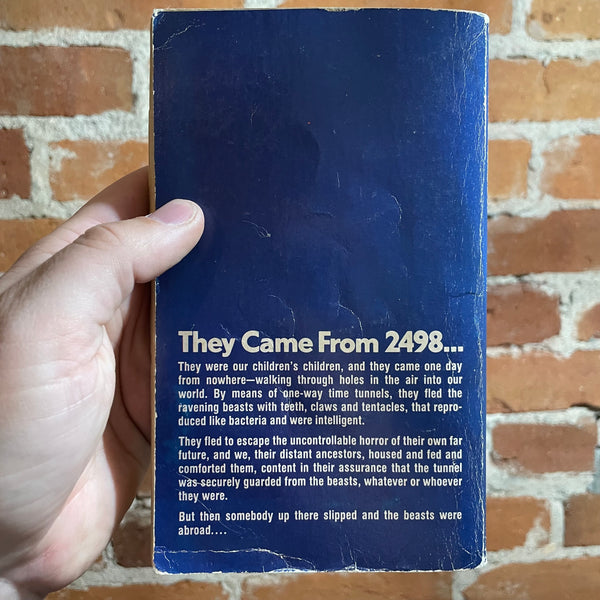 They Came From 2498...
They were our children's children, and they came one day
from nowhere—walking through holes in the air into our
world. By means of one-way time tunnels, they fled the
ravening beasts with teeth, claws and tentacles, that repro-
duced like bacteria and were intelligent.
They fled to escape the uncontrollable horror of their own far
future, and we, their distant ancestors, housed and fed and
comforted them, content in their assurance that the tunnel
was securely guarded from the beasts, whatever or whoever
they were.
But then somebody up there slipped and the beasts were
abroad....